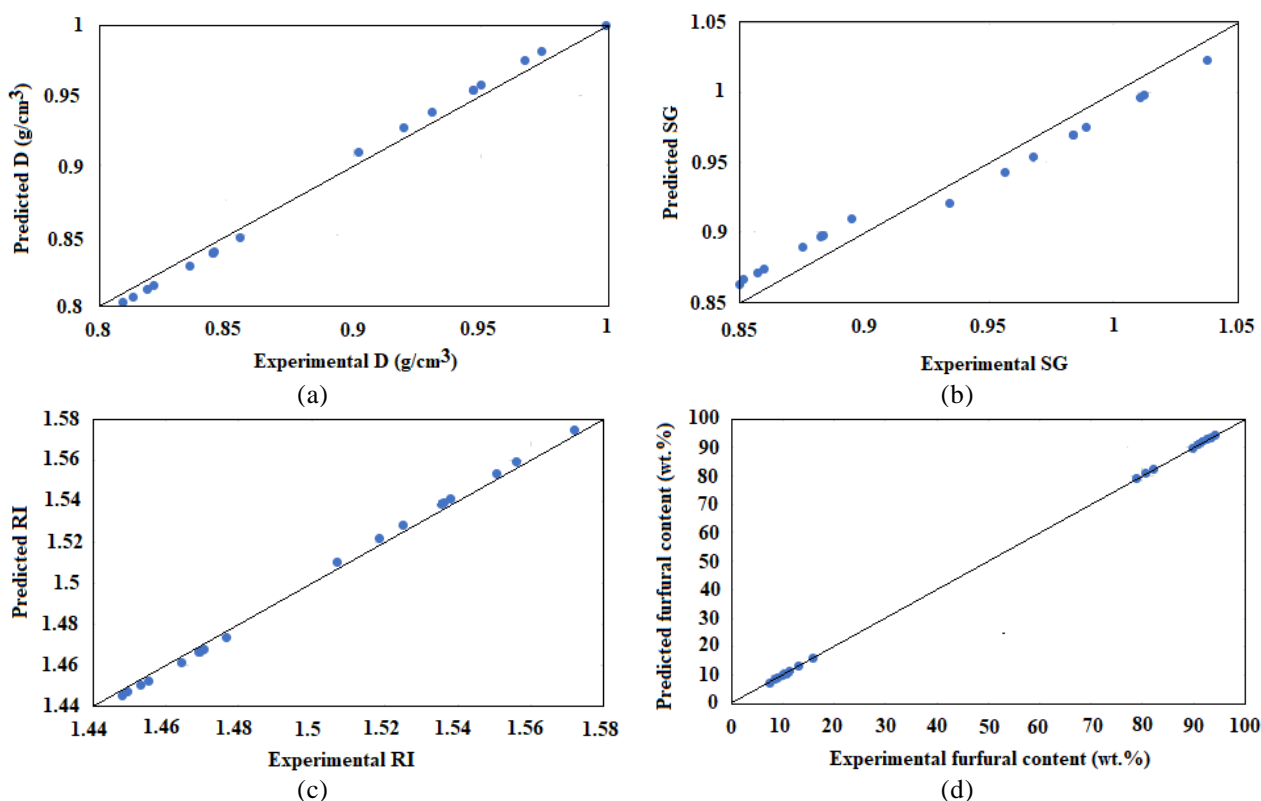 1
0.95
0.9
0.85
0.8
Predicted D (g/cm³)
0.8 0.85 0.9 0.95 1
Experimental D (g/cm³)
(a)
1.05
1
0.95
0.9
0.85
Predicted SG
0.85 0.9 0.95 1 1.05
Experimental SG
(b)
1.58
1.56
1.54
1.52
1.5
1.48
1.46
1.44
Predicted RI
1.44 1.46 1.48 1.5 1.52 1.54 1.56 1.58
Experimental RI
(c)
100
90
80
70
60
50
40
30
20
10
0
Predicted furfural content (wt.%)
0 10 20 30 40 50 60 70 80 90 100
Experimental furfural content (wt.%)
(d)